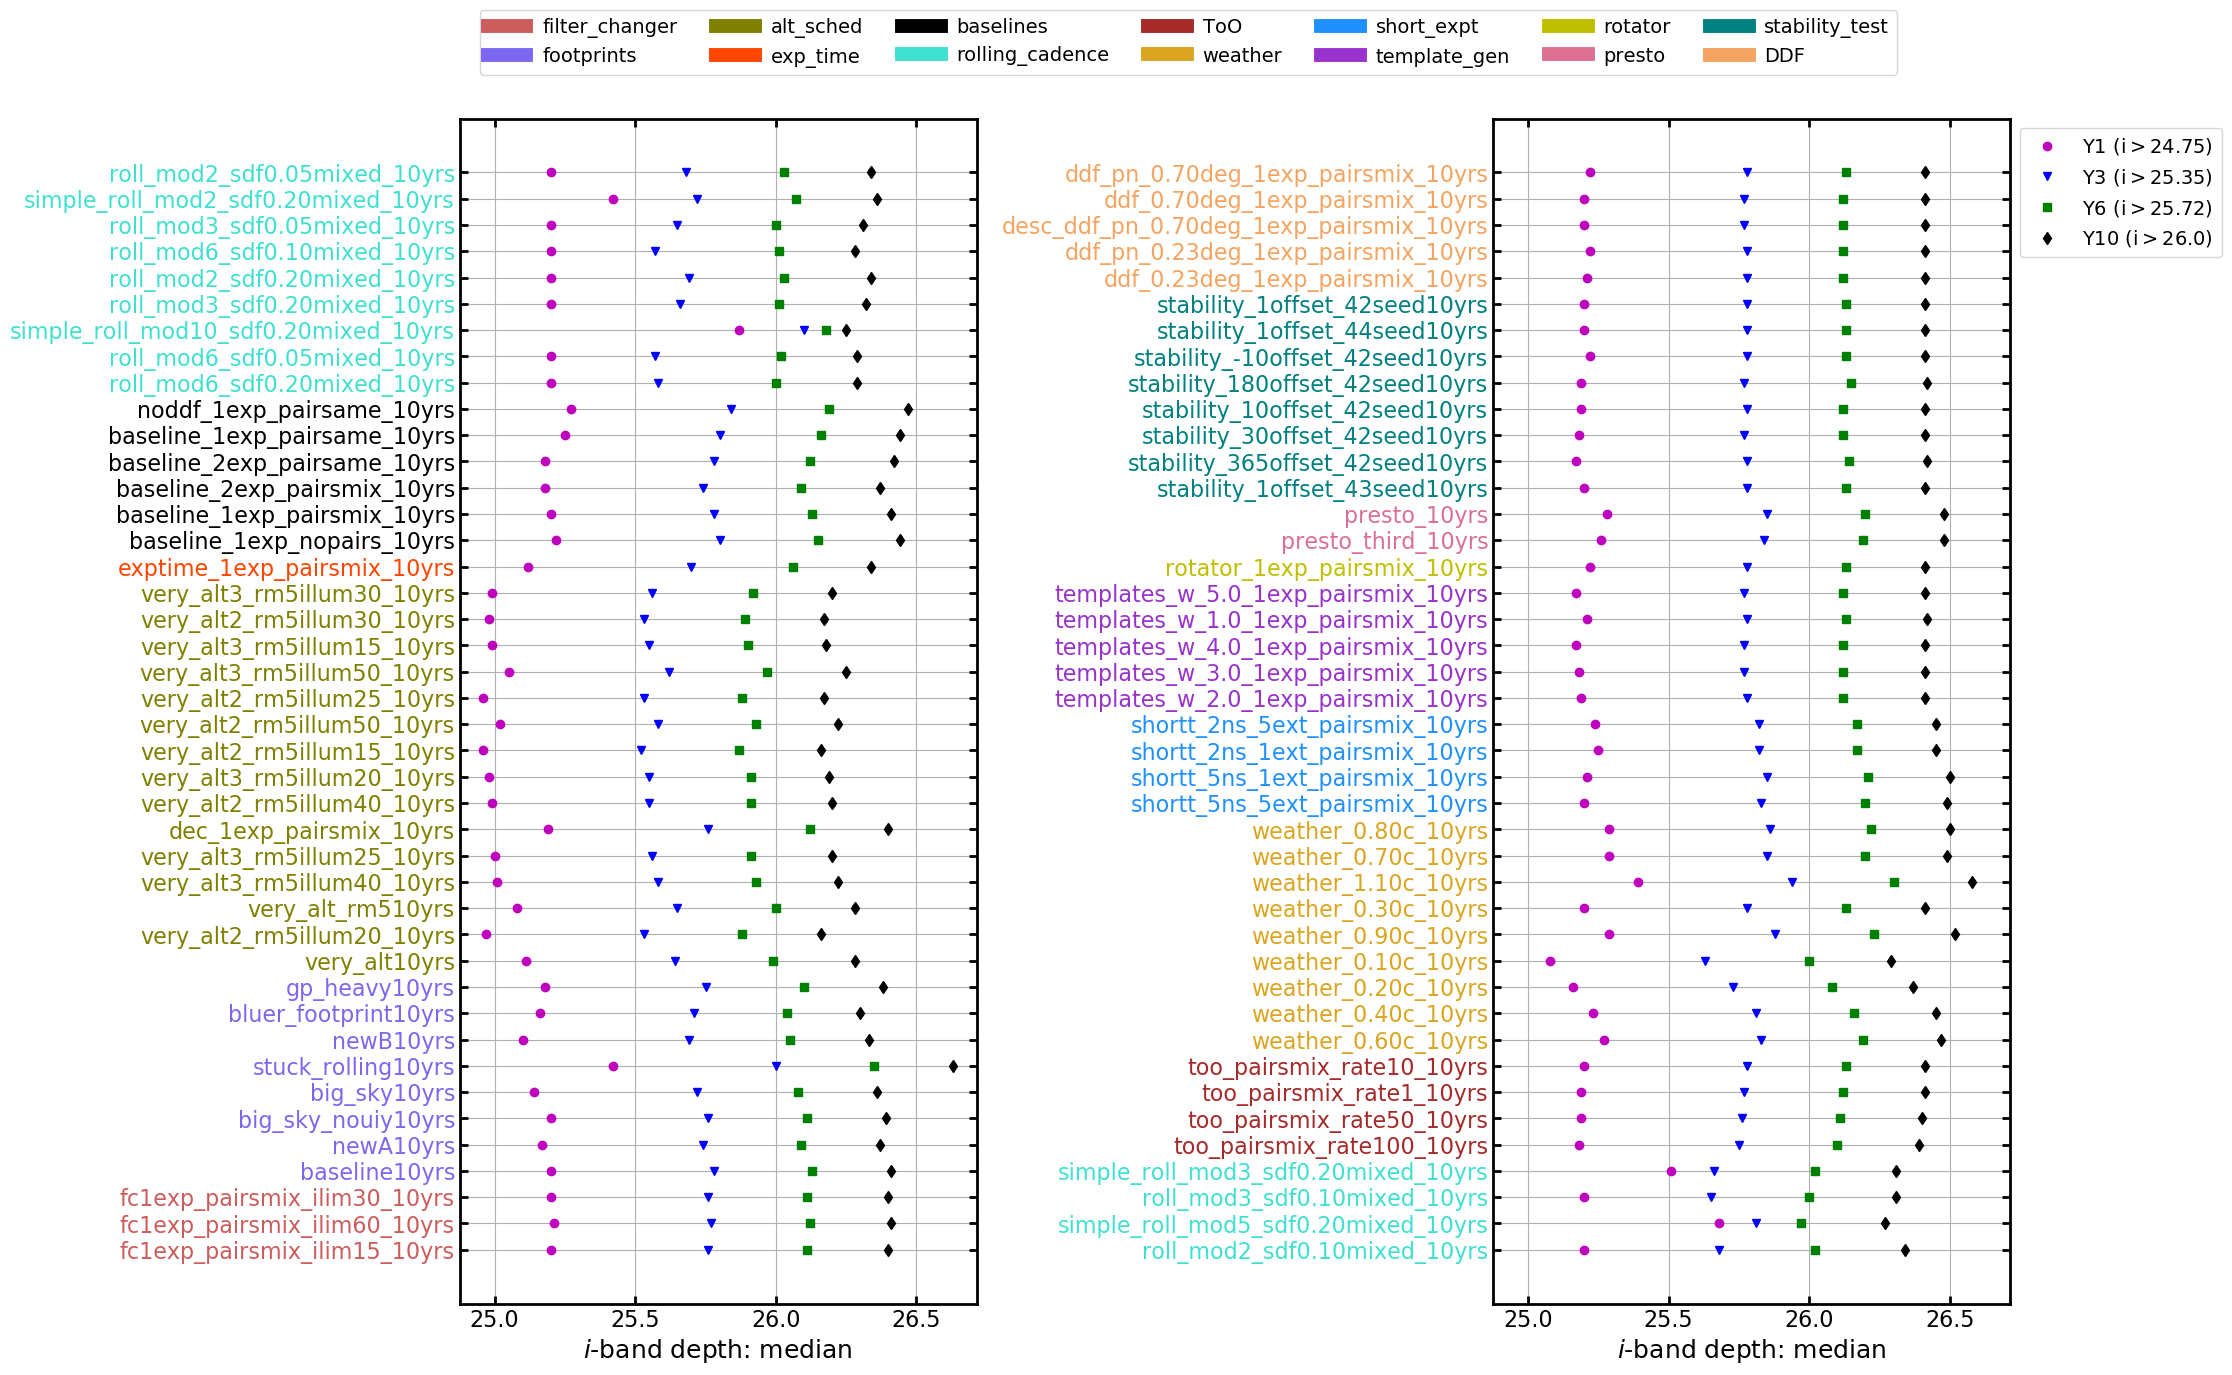 filter_changer
footprints
alt_sched
exp_time
baselines
rolling_cadence
ToO
weather
short_expt
template_gen
rotator
presto
stability_test
DDF
roll_mod2_sdf0.05mixed_10yrs
simple_roll_mod2_sdf0.20mixed_10yrs
roll_mod3_sdf0.05mixed_10yrs
roll_mod6_sdf0.10mixed_10yrs
roll_mod2_sdf0.20mixed_10yrs
roll_mod3_sdf0.20mixed_10yrs
simple_roll_mod10_sdf0.20mixed_10yrs
roll_mod6_sdf0.05mixed_10yrs
roll_mod6_sdf0.20mixed_10yrs
noddf_1exp_pairsame_10yrs
baseline_1exp_pairsame_10yrs
baseline_2exp_pairsame_10yrs
baseline_2exp_pairsmix_10yrs
baseline_1exp_pairsmix_10yrs
baseline_1exp_nopairs_10yrs
exptime_1exp_pairsmix_10yrs
very_alt3_rm5illum30_10yrs
very_alt2_rm5illum30_10yrs
very_alt3_rm5illum15_10yrs
very_alt3_rm5illum50_10yrs
very_alt2_rm5illum25_10yrs
very_alt2_rm5illum50_10yrs
very_alt2_rm5illum15_10yrs
very_alt3_rm5illum20_10yrs
very_alt2_rm5illum40_10yrs
dec_1exp_pairsmix_10yrs
very_alt3_rm5illum25_10yrs
very_alt3_rm5illum40_10yrs
very_alt_rm510yrs
very_alt2_rm5illum20_10yrs
very_alt10yrs
gp_heavy10yrs
bluer_footprint10yrs
newB10yrs
stuck_rolling10yrs
big_sky10yrs
big_sky_nouiy10yrs
newA10yrs
baseline10yrs
fc1exp_pairsmix_ilim30_10yrs
fc1exp_pairsmix_ilim60_10yrs
fc1exp_pairsmix_ilim15_10yrs
25.0 25.5 26.0 26.5
i-band depth: median
ddf_pn_0.70deg_1exp_pairsmix_10yrs
ddf_0.70deg_1exp_pairsmix_10yrs
desc_ddf_pn_0.70deg_1exp_pairsmix_10yrs
ddf_pn_0.23deg_1exp_pairsmix_10yrs
ddf_0.23deg_1exp_pairsmix_10yrs
stability_1offset_42seed10yrs
stability_1offset_44seed10yrs
stability_-10offset_42seed10yrs
stability_180offset_42seed10yrs
stability_10offset_42seed10yrs
stability_30offset_42seed10yrs
stability_365offset_42seed10yrs
stability_1offset_43seed10yrs
presto_10yrs
presto_third_10yrs
rotator_1exp_pairsmix_10yrs
templates_w_5.0_1exp_pairsmix_10yrs
templates_w_1.0_1exp_pairsmix_10yrs
templates_w_4.0_1exp_pairsmix_10yrs
templates_w_3.0_1exp_pairsmix_10yrs
templates_w_2.0_1exp_pairsmix_10yrs
shortt_2ns_5ext_pairsmix_10yrs
shortt_2ns_1ext_pairsmix_10yrs
shortt_5ns_1ext_pairsmix_10yrs
shortt_5ns_5ext_pairsmix_10yrs
weather_0.80c_10yrs
weather_0.70c_10yrs
weather_1.10c_10yrs
weather_0.30c_10yrs
weather_0.90c_10yrs
weather_0.10c_10yrs
weather_0.20c_10yrs
weather_0.40c_10yrs
weather_0.60c_10yrs
too_pairsmix_rate10_10yrs
too_pairsmix_rate1_10yrs
too_pairsmix_rate50_10yrs
too_pairsmix_rate100_10yrs
simple_roll_mod3_sdf0.20mixed_10yrs
roll_mod3_sdf0.10mixed_10yrs
simple_roll_mod5_sdf0.20mixed_10yrs
roll_mod2_sdf0.10mixed_10yrs
25.0 25.5 26.0 26.5
i-band depth: median
Y1 (i > 24.75)
Y3 (i > 25.35)
Y6 (i > 25.72)
Y10 (i > 26.0)